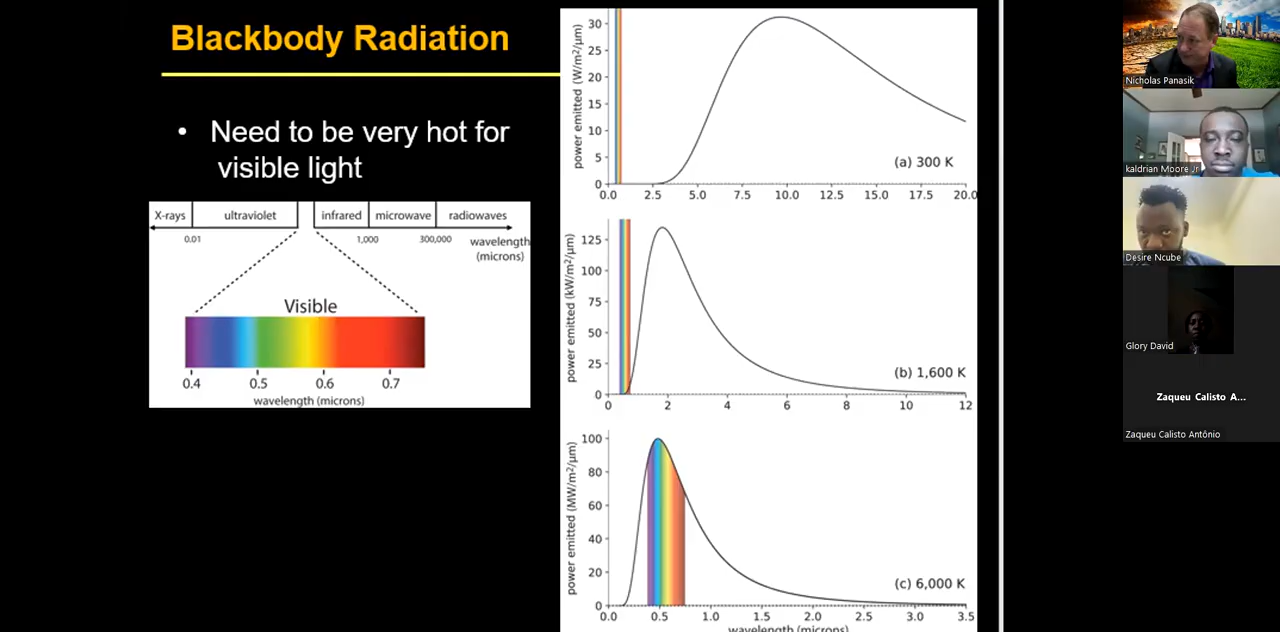 Blackbody Radiation
• Need to be very hot for
visible light
X-rays ultraviolet infrared microwave radiowaves
0.01 1,000 300,000 wavelength
(microns)
Visible
0.4 0.5 0.6 0.7
wavelength (microns)
power emitted (W/m²/μm)
30
25
20
15
10
5
0
(a) 300 K
0.0 2.5 5.0 7.5 10.0 12.5 15.0 17.5 20.0
power emitted (kW/m²/μm)
125
100
75
50
25
0
(b) 1,600 K
0 2 4 6 8 10 12
power emitted (MW/m²/μm)
100
80
60
40
20
0
(c) 6,000 K
0.0 0.5 1.0 1.5 2.0 2.5 3.0 3.5
wavelength (microns)
Nicholas Panasik
kaldrian Moore Jr
Desire Ncube
Glory David
Zaqueu Calisto A...
Zaqueu Calisto Antônio